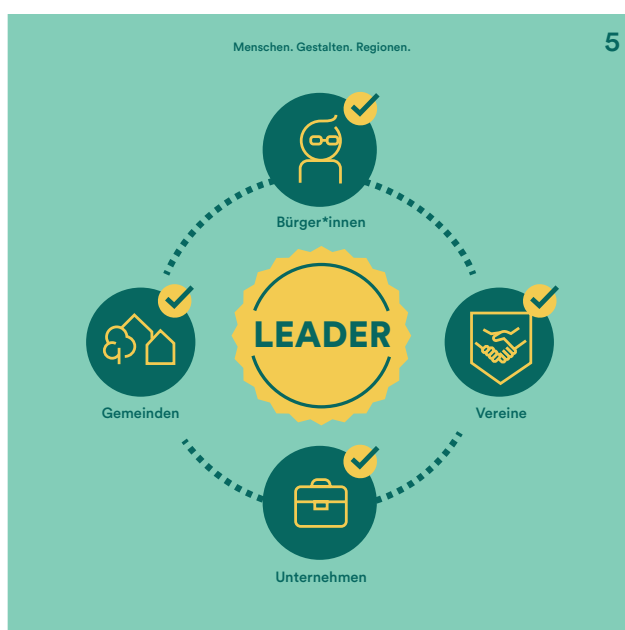 Menschen. Gestalten. Regionen.
5
Bürger*innen
LEADER
Gemeinden
Vereine
Unternehmen